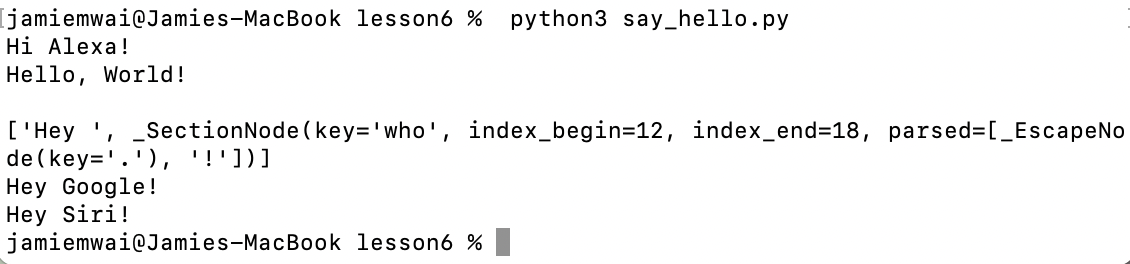 [jamiemwai@Jamies-MacBook lesson6 %  python3 say_hello.py ]
Hi Alexa!
Hello, World!

['Hey ', _SectionNode(key='who', index_begin=12, index_end=18, parsed=[_EscapeNo
de(key='.'), '!'])]
Hey Google!
Hey Siri!
jamiemwai@Jamies-MacBook lesson6 %